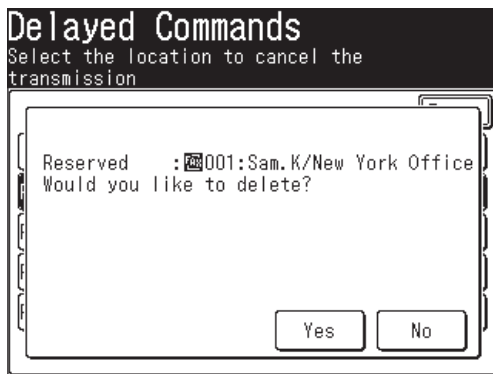 Delayed Commands
Select the location to cancel the
transmission
Reserved :FAX001:Sam.K/New York Office
Would you like to delete?
Yes No